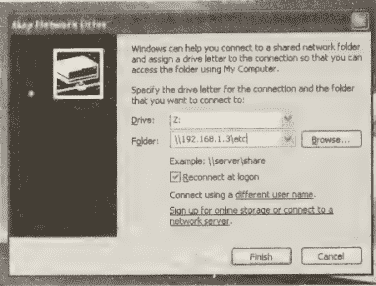 Map Network Drive
Windows can help you connect to a shared network folder
and assign a drive letter to the connection so that you can
access the folder using My Computer.
Specify the drive letter for the connection and the folder
that you want to connect to:
Drive: Z:
Folder: \\192.168.1.3\etc Browse...
Example: \\server\share
Reconnect at logon
Connect using a different user name.
Sign up for online storage or connect to a
network server.
Finish Cancel